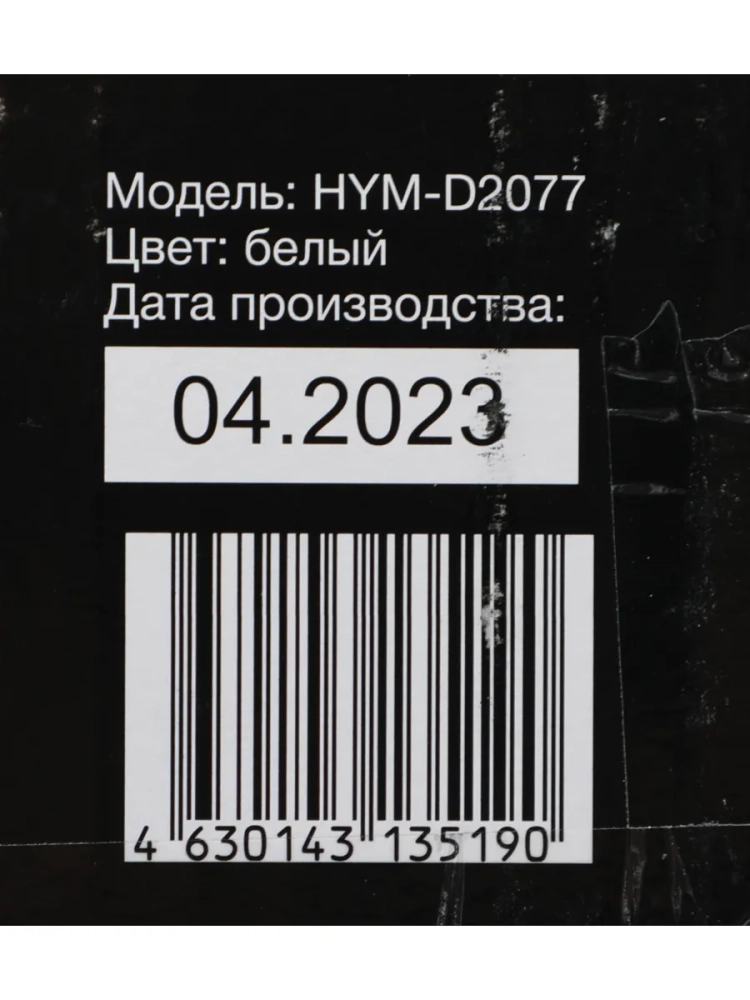 Модель: HYM-D2077
Цвет: белый
Дата производства:
04.2023
4 630143 135190